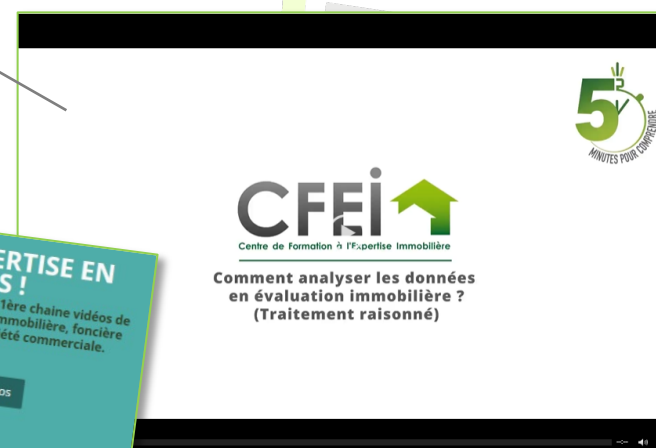 5
MINUTES POUR COMPRENDRE
CFEi
Centre de Formation à l'Expertise Immobilière
Comment analyser les données
en évaluation immobilière ?
(Traitement raisonné)
ERTISE EN
S !
1ère chaine vidéos de
mmobilière, foncière
été commerciale.
os